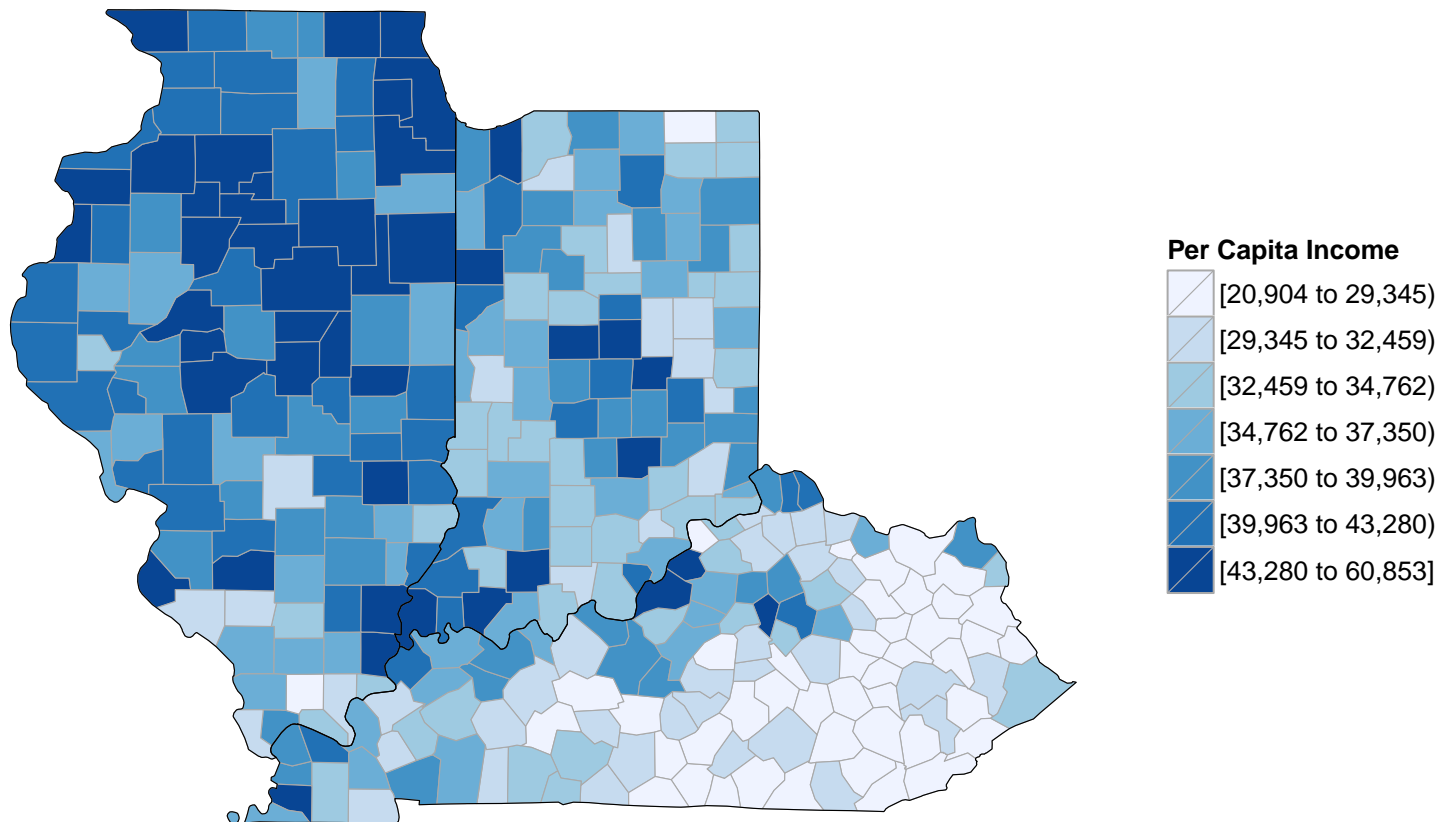 Per Capita Income
[20,904 to 29,345)
[29,345 to 32,459)
[32,459 to 34,762)
[34,762 to 37,350)
[37,350 to 39,963)
[39,963 to 43,280)
[43,280 to 60,853]